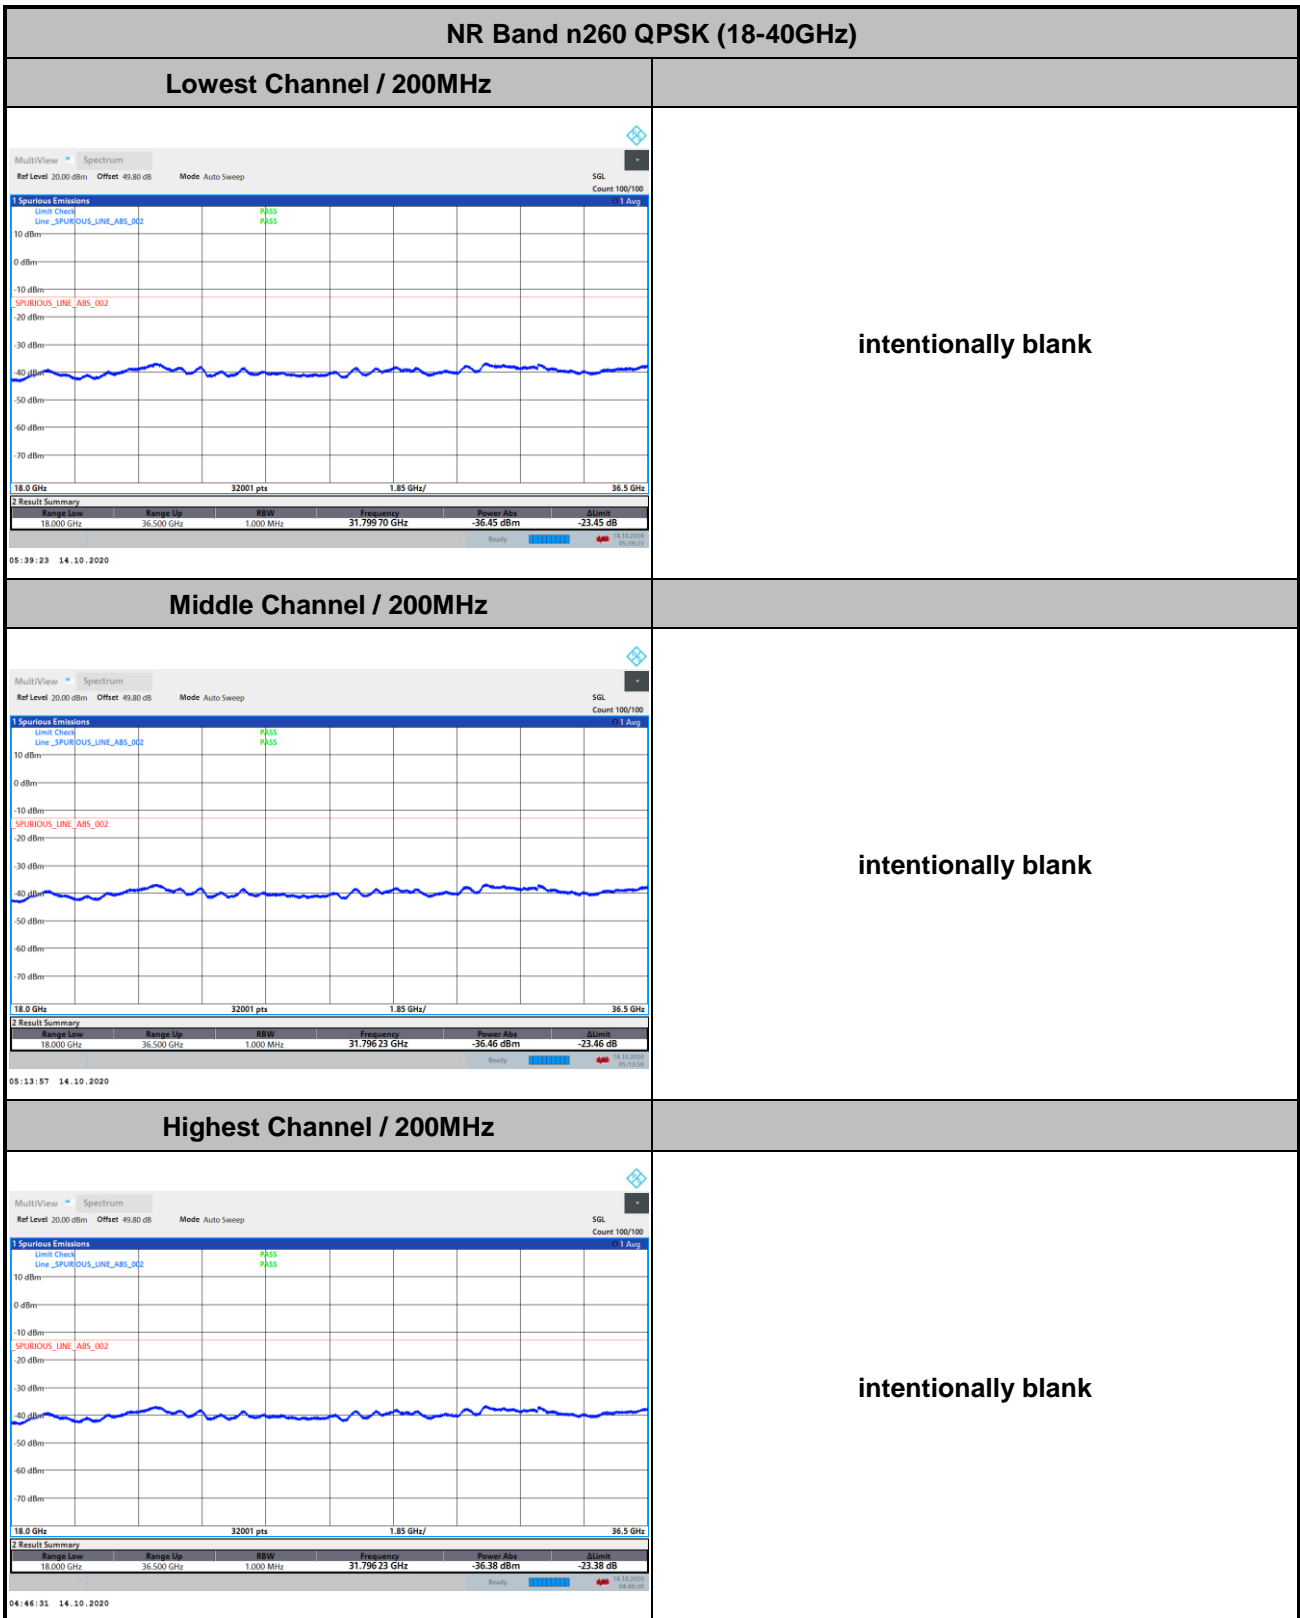 NR Band n260 QPSK (18-40GHz)
Lowest Channel / 200MHz
MultiView Spectrum
Ref Level 20.00 dBm Offset 49.80 dB Mode Auto Sweep SGL
Count 100/100
1 Spurious Emissions 1 Avg
Limit Check PASS
Line _SPURIOUS_LINE_ABS_002 PASS
10 dBm
0 dBm
-10 dBm
_SPURIOUS_LINE_ABS_002
-20 dBm
-30 dBm
-40 dBm
-50 dBm
-60 dBm
-70 dBm
18.0 GHz 32001 pts 1.85 GHz/ 36.5 GHz
2 Result Summary
Range Low Range Up RBW Frequency Power Abs ΔLimit
18.000 GHz 36.500 GHz 1.000 MHz 31.799 70 GHz -36.45 dBm -23.45 dB
Ready 14.10.2020
05:39:23
05:39:23 14.10.2020
intentionally blank
Middle Channel / 200MHz
MultiView Spectrum
Ref Level 20.00 dBm Offset 49.80 dB Mode Auto Sweep SGL
Count 100/100
1 Spurious Emissions 1 Avg
Limit Check PASS
Line _SPURIOUS_LINE_ABS_002 PASS
10 dBm
0 dBm
-10 dBm
_SPURIOUS_LINE_ABS_002
-20 dBm
-30 dBm
-40 dBm
-50 dBm
-60 dBm
-70 dBm
18.0 GHz 32001 pts 1.85 GHz/ 36.5 GHz
2 Result Summary
Range Low Range Up RBW Frequency Power Abs ΔLimit
18.000 GHz 36.500 GHz 1.000 MHz 31.796 23 GHz -36.46 dBm -23.46 dB
Ready 14.10.2020
05:13:57 14.10.2020
intentionally blank
Highest Channel / 200MHz
MultiView Spectrum
Ref Level 20.00 dBm Offset 49.80 dB Mode Auto Sweep SGL
Count 100/100
1 Spurious Emissions 1 Avg
Limit Check PASS
Line _SPURIOUS_LINE_ABS_002 PASS
10 dBm
0 dBm
-10 dBm
_SPURIOUS_LINE_ABS_002
-20 dBm
-30 dBm
-40 dBm
-50 dBm
-60 dBm
-70 dBm
18.0 GHz 32001 pts 1.85 GHz/ 36.5 GHz
2 Result Summary
Range Low Range Up RBW Frequency Power Abs ΔLimit
18.000 GHz 36.500 GHz 1.000 MHz 31.796 23 GHz -36.38 dBm -23.38 dB
Ready 14.10.2020
04:46:31 14.10.2020
intentionally blank